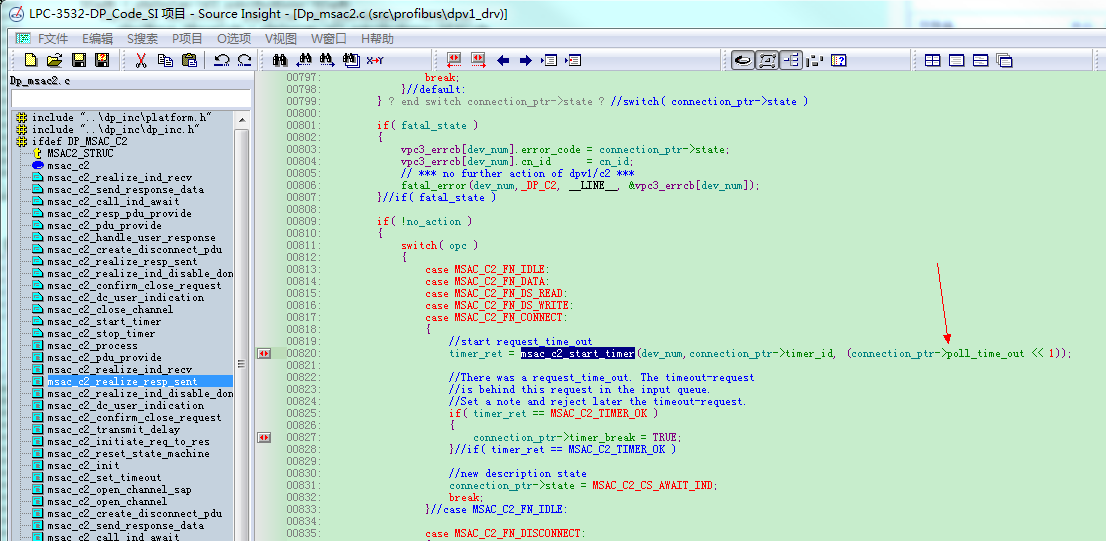 LPC-3532-DP_Code_SI 项目 - Source Insight - [Dp_msac2.c (src\profibus\dpv1_drv)]
F文件 E编辑 S搜索 P项目 O选项 V视图 W窗口 H帮助
Dp_msac2.c
include "..\dp_inc\platform.h"
include "..\dp_inc\dp_inc.h"
ifdef DP_MSAC_C2
MSAC2_STRUC
msac_c2
msac_c2_realize_ind_recv
msac_c2_send_response_data
msac_c2_call_ind_await
msac_c2_resp_pdu_provide
msac_c2_pdu_provide
msac_c2_handle_user_response
msac_c2_create_disconnect_pdu
msac_c2_realize_resp_sent
msac_c2_realize_ind_disable_don
msac_c2_confirm_close_request
msac_c2_dc_user_indication
msac_c2_close_channel
msac_c2_start_timer
msac_c2_stop_timer
msac_c2_process
msac_c2_pdu_provide
msac_c2_realize_ind_recv
msac_c2_realize_resp_sent
msac_c2_realize_ind_disable_don
msac_c2_dc_user_indication
msac_c2_confirm_close_request
msac_c2_transmit_delay
msac_c2_initiate_req_to_res
msac_c2_reset_state_machine
msac_c2_init
msac_c2_set_timeout
msac_c2_open_channel_sap
msac_c2_open_channel
msac_c2_create_disconnect_pdu
msac_c2_send_response_data
msac_c2_call_ind_await
00797: break;
00798: }//default:
00799: } ? end switch connection_ptr->state ? //switch( connection_ptr->state )
00800:
00801: if( fatal_state )
00802: {
00803: vpc3_errcb[dev_num].error_code = connection_ptr->state;
00804: vpc3_errcb[dev_num].cn_id = cn_id;
00805: // *** no further action of dpv1/c2 ***
00806: fatal_error(dev_num,_DP_C2, __LINE__, &vpc3_errcb[dev_num]);
00807: }//if( fatal_state )
00808:
00809: if( !no_action )
00810: {
00811: switch( opc )
00812: {
00813: case MSAC_C2_FN_IDLE:
00814: case MSAC_C2_FN_DATA:
00815: case MSAC_C2_FN_DS_READ:
00816: case MSAC_C2_FN_DS_WRITE:
00817: case MSAC_C2_FN_CONNECT:
00818: {
00819: //start request_time_out
00820: timer_ret = msac_c2_start_timer(dev_num,connection_ptr->timer_id, (connection_ptr->poll_time_out << 1));
00821:
00822: //There was a request_time_out. The timeout-request
00823: //is behind this request in the input queue.
00824: //Set a note and reject later the timeout-request.
00825: if( timer_ret == MSAC_C2_TIMER_OK )
00826: {
00827: connection_ptr->timer_break = TRUE;
00828: }//if( timer_ret == MSAC_C2_TIMER_OK )
00829:
00830: //new description state
00831: connection_ptr->state = MSAC_C2_CS_AWAIT_IND;
00832: break;
00833: }//case MSAC_C2_FN_IDLE:
00834:
00835: case MSAC_C2_FN_DISCONNECT: